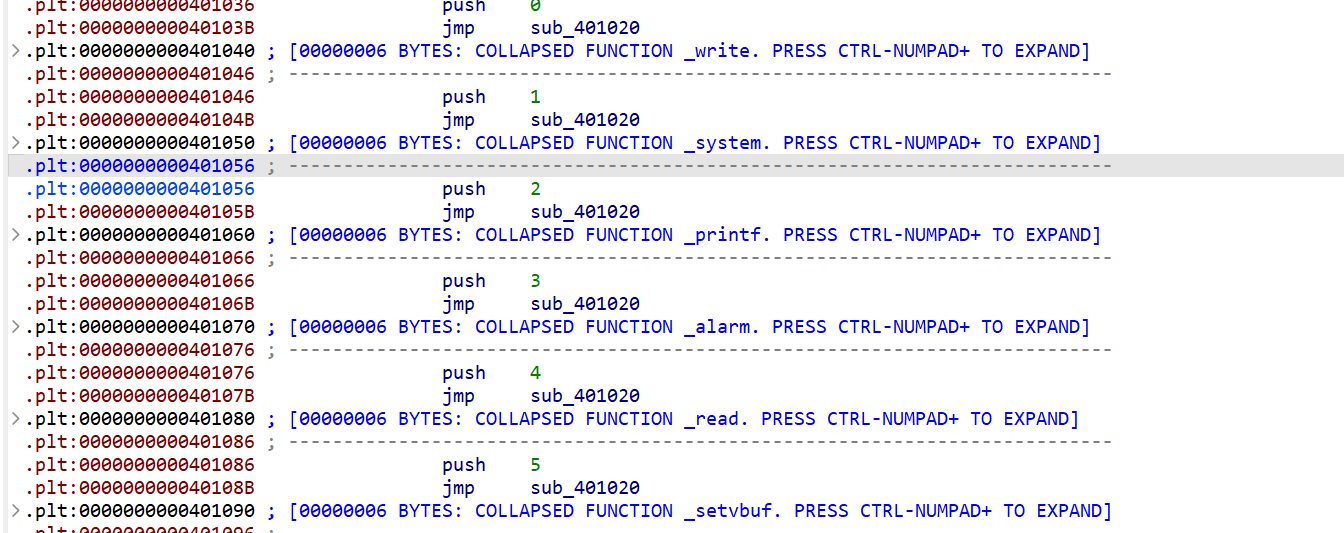 .plt:0000000000401036 push 0
.plt:000000000040103B jmp sub_401020
.plt:0000000000401040 ; [00000006 BYTES: COLLAPSED FUNCTION _write. PRESS CTRL-NUMPAD+ TO EXPAND]
.plt:0000000000401046 ; ---------------------------------------------------------------------------
.plt:0000000000401046 push 1
.plt:000000000040104B jmp sub_401020
.plt:0000000000401050 ; [00000006 BYTES: COLLAPSED FUNCTION _system. PRESS CTRL-NUMPAD+ TO EXPAND]
.plt:0000000000401056 ; ---------------------------------------------------------------------------
.plt:0000000000401056 push 2
.plt:000000000040105B jmp sub_401020
.plt:0000000000401060 ; [00000006 BYTES: COLLAPSED FUNCTION _printf. PRESS CTRL-NUMPAD+ TO EXPAND]
.plt:0000000000401066 ; ---------------------------------------------------------------------------
.plt:0000000000401066 push 3
.plt:000000000040106B jmp sub_401020
.plt:0000000000401070 ; [00000006 BYTES: COLLAPSED FUNCTION _alarm. PRESS CTRL-NUMPAD+ TO EXPAND]
.plt:0000000000401076 ; ---------------------------------------------------------------------------
.plt:0000000000401076 push 4
.plt:000000000040107B jmp sub_401020
.plt:0000000000401080 ; [00000006 BYTES: COLLAPSED FUNCTION _read. PRESS CTRL-NUMPAD+ TO EXPAND]
.plt:0000000000401086 ; ---------------------------------------------------------------------------
.plt:0000000000401086 push 5
.plt:000000000040108B jmp sub_401020
.plt:0000000000401090 ; [00000006 BYTES: COLLAPSED FUNCTION _setvbuf. PRESS CTRL-NUMPAD+ TO EXPAND]